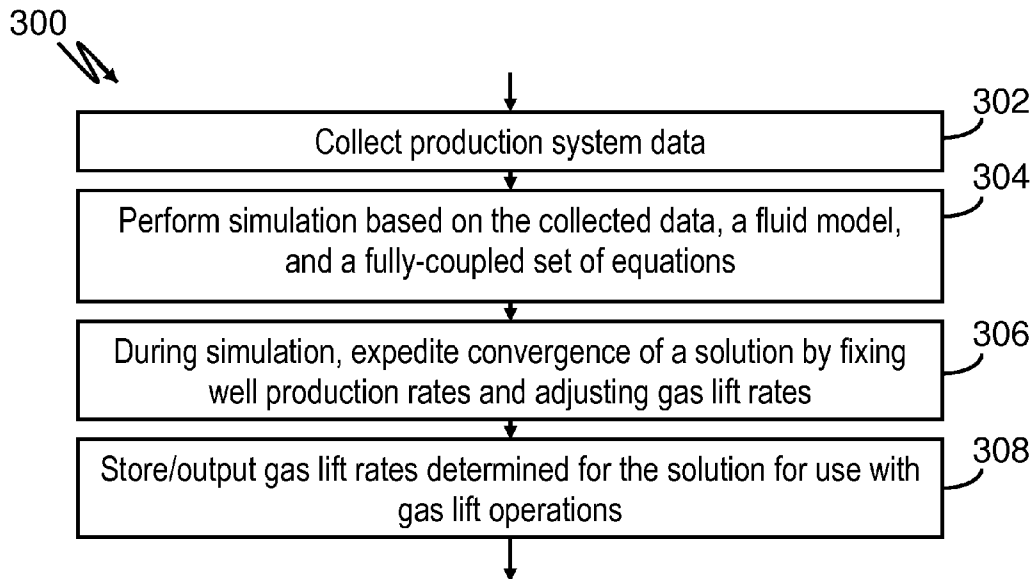 300
302
Collect production system data
304
Perform simulation based on the collected data, a fluid model,
and a fully-coupled set of equations
306
During simulation, expedite convergence of a solution by fixing
well production rates and adjusting gas lift rates
308
Store/output gas lift rates determined for the solution for use with
gas lift operations